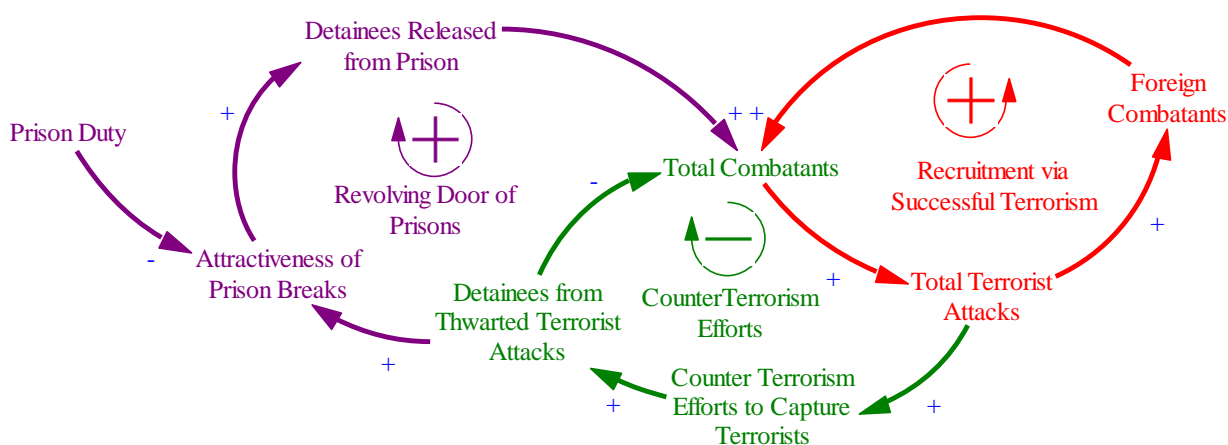 Detainees Released
from Prison
Foreign
Combatants
+
Prison Duty
+ +
Revolving Door of
Prisons
Total Combatants
Recruitment via
Successful Terrorism
-
+
-
Attractiveness of
Prison Breaks
+
Detainees from
Thwarted Terrorist
Attacks
CounterTerrorism
Efforts
Total Terrorist
Attacks
+
Counter Terrorism
Efforts to Capture
Terrorists
+
+